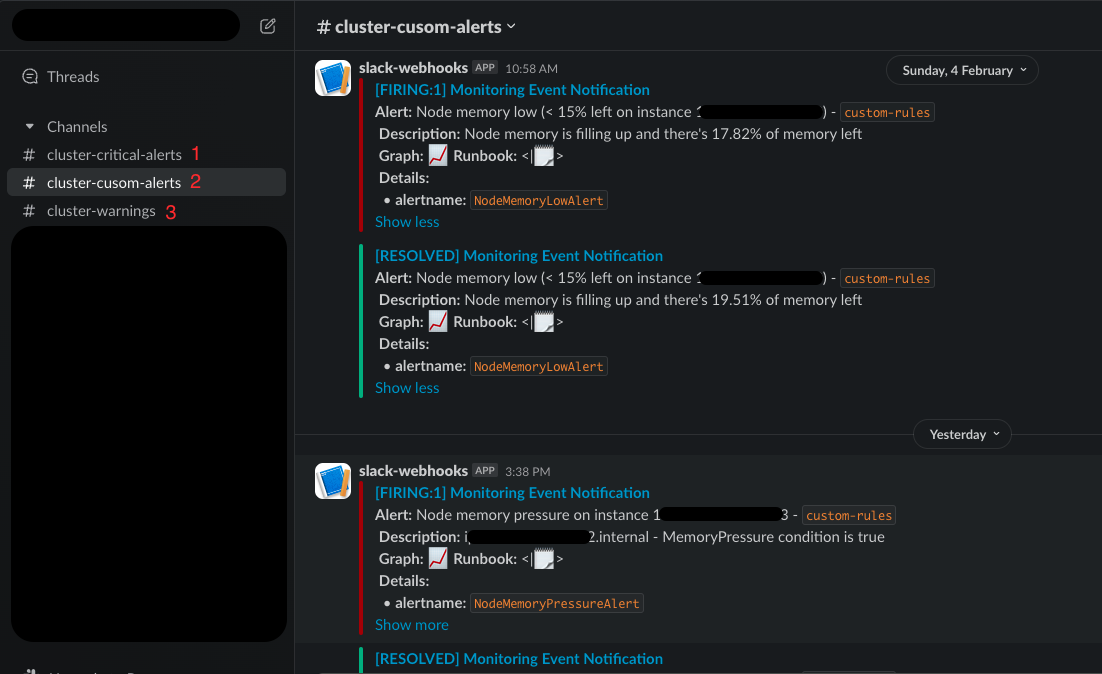 Threads
Channels
# cluster-critical-alerts 1
# cluster-cusom-alerts 2
# cluster-warnings 3
# cluster-cusom-alerts
Sunday, 4 February
slack-webhooks APP 10:58 AM
[FIRING:1] Monitoring Event Notification
Alert: Node memory low (< 15% left on instance 1 ) - custom-rules
Description: Node memory is filling up and there's 17.82% of memory left
Graph: Runbook: <| >
Details:
• alertname: NodeMemoryLowAlert
Show less
[RESOLVED] Monitoring Event Notification
Alert: Node memory low (< 15% left on instance 1 ) - custom-rules
Description: Node memory is filling up and there's 19.51% of memory left
Graph: Runbook: <| >
Details:
• alertname: NodeMemoryLowAlert
Show less
Yesterday
slack-webhooks APP 3:38 PM
[FIRING:1] Monitoring Event Notification
Alert: Node memory pressure on instance 1 3 - custom-rules
Description: i 2.internal - MemoryPressure condition is true
Graph: Runbook: <| >
Details:
• alertname: NodeMemoryPressureAlert
Show more
[RESOLVED] Monitoring Event Notification